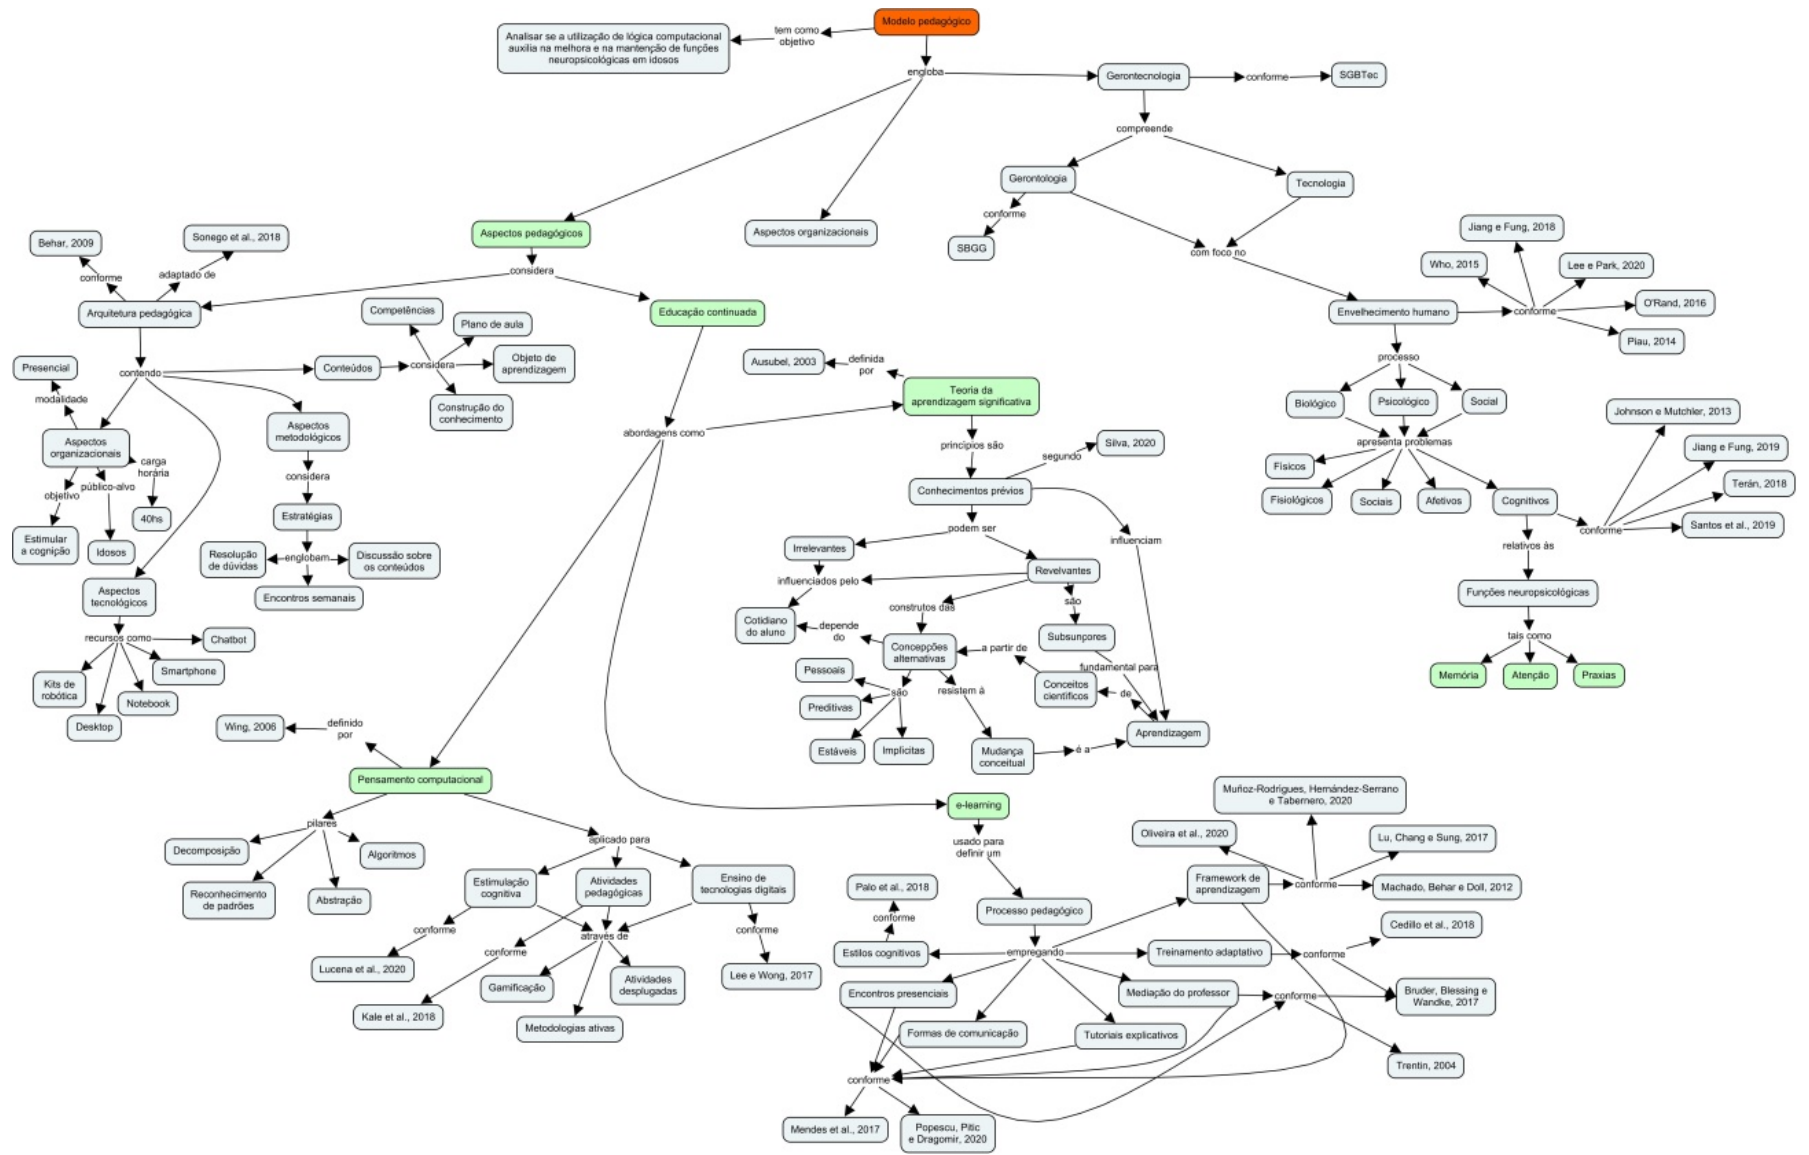 Modelo pedagógico
tem como
objetivo
Analisar se a utilização de lógica computacional
auxilia na melhora e na mantenção de funções
neuropsicológicas em idosos
engloba
Gerontecnologia
conforme
SGBTec
compreende
Gerontologia
Tecnologia
conforme
SBGG
com foco no
Aspectos pedagógicos
Aspectos organizacionais
considera
Behar, 2009
Sonego et al., 2018
conforme
adaptado de
Arquitetura pedagógica
Educação continuada
Envelhecimento humano
conforme
Jiang e Fung, 2018
Who, 2015
Lee e Park, 2020
O'Rand, 2016
Piau, 2014
processo
Biológico
Psicológico
Social
apresenta problemas
Físicos
Fisiológicos
Sociais
Afetivos
Cognitivos
conforme
Johnson e Mutchler, 2013
Jiang e Fung, 2019
Terán, 2018
Santos et al., 2019
relativos às
Funções neuropsicológicas
tais como
Memória
Atenção
Praxias
contendo
Conteúdos
considera
Competências
Plano de aula
Objeto de
aprendizagem
Construção do
conhecimento
Presencial
modalidade
Aspectos
organizacionais
carga
horária
40hs
objetivo
Estimular
a cognição
público-alvo
Idosos
Aspectos
metodológicos
considera
Estratégias
englobam
Resolução
de dúvidas
Discussão sobre
os conteúdos
Encontros semanais
Aspectos
tecnológicos
recursos como
Chatbot
Smartphone
Notebook
Kits de
robótica
Desktop
abordagens como
Ausubel, 2003
definida
por
Teoria da
aprendizagem significativa
princípios são
Conhecimentos prévios
segundo
Silva, 2020
podem ser
influenciam
Irrelevantes
Revelvantes
influenciados pelo
Cotidiano
do aluno
construtos das
são
Subsunçores
depende
do
Concepções
alternativas
a partir de
Conceitos
científicos
de
fundamental para
Pessoais
Preditivas
são
Estáveis
Implícitas
resistem à
Mudança
conceitual
é a
Aprendizagem
Wing, 2006
definido
por
Pensamento computacional
pilares
Decomposição
Reconhecimento
de padrões
Abstração
Algoritmos
aplicado para
Estimulação
cognitiva
Atividades
pedagógicas
Ensino de
tecnologias digitais
conforme
Lucena et al., 2020
conforme
Kale et al., 2018
através de
conforme
Lee e Wong, 2017
Gamificação
Metodologias ativas
Atividades
desplugadas
e-learning
usado para
definir um
Processo pedagógico
empregando
Palo et al., 2018
conforme
Estilos cognitivos
Framework de
aprendizagem
conforme
Oliveira et al., 2020
Muñoz-Rodrigues, Hernández-Serrano
e Tabernero, 2020
Lu, Chang e Sung, 2017
Machado, Behar e Doll, 2012
Treinamento adaptativo
conforme
Cedillo et al., 2018
Bruder, Blessing e
Wandke, 2017
Encontros presenciais
Mediação do professor
conforme
Trentin, 2004
Formas de comunicação
Tutoriais explicativos
conforme
Mendes et al., 2017
Popescu, Pitic
e Dragomir, 2020